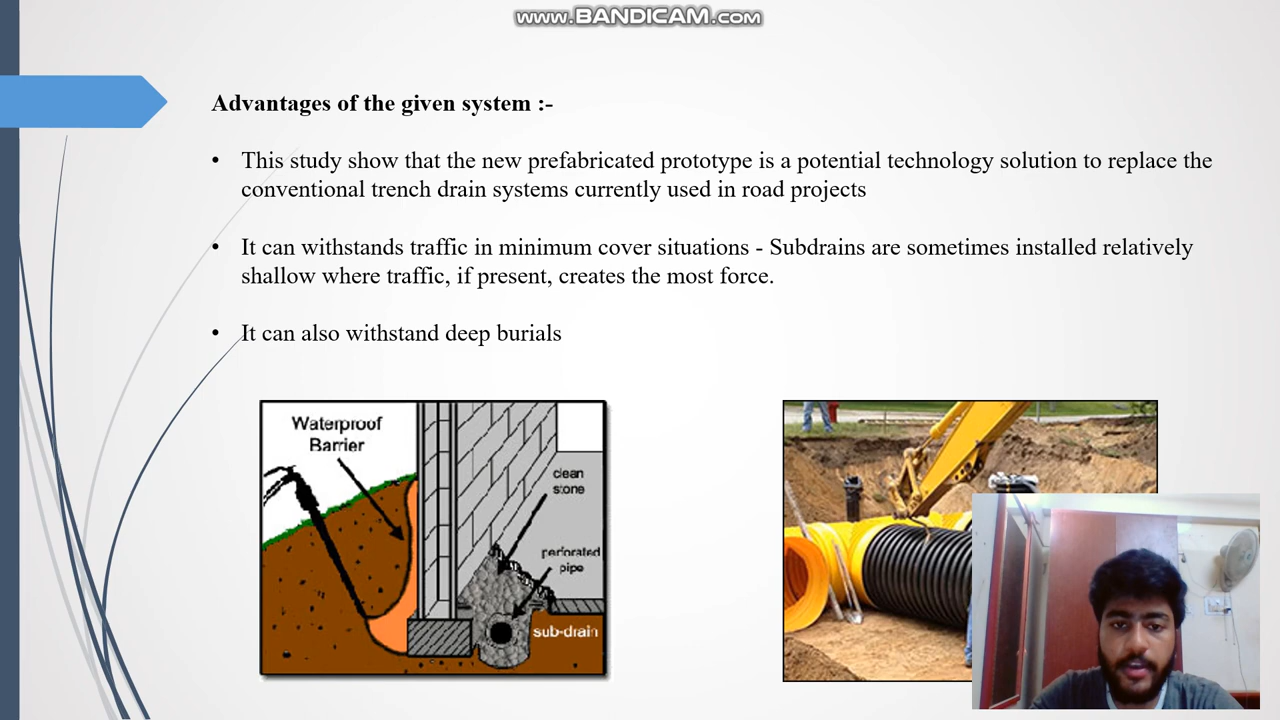 www.BANDICAM.com
Advantages of the given system :-
• This study show that the new prefabricated prototype is a potential technology solution to replace the
conventional trench drain systems currently used in road projects
• It can withstands traffic in minimum cover situations - Subdrains are sometimes installed relatively
shallow where traffic, if present, creates the most force.
• It can also withstand deep burials
Waterproof
Barrier
clean
stone
perforated
pipe
sub-drain